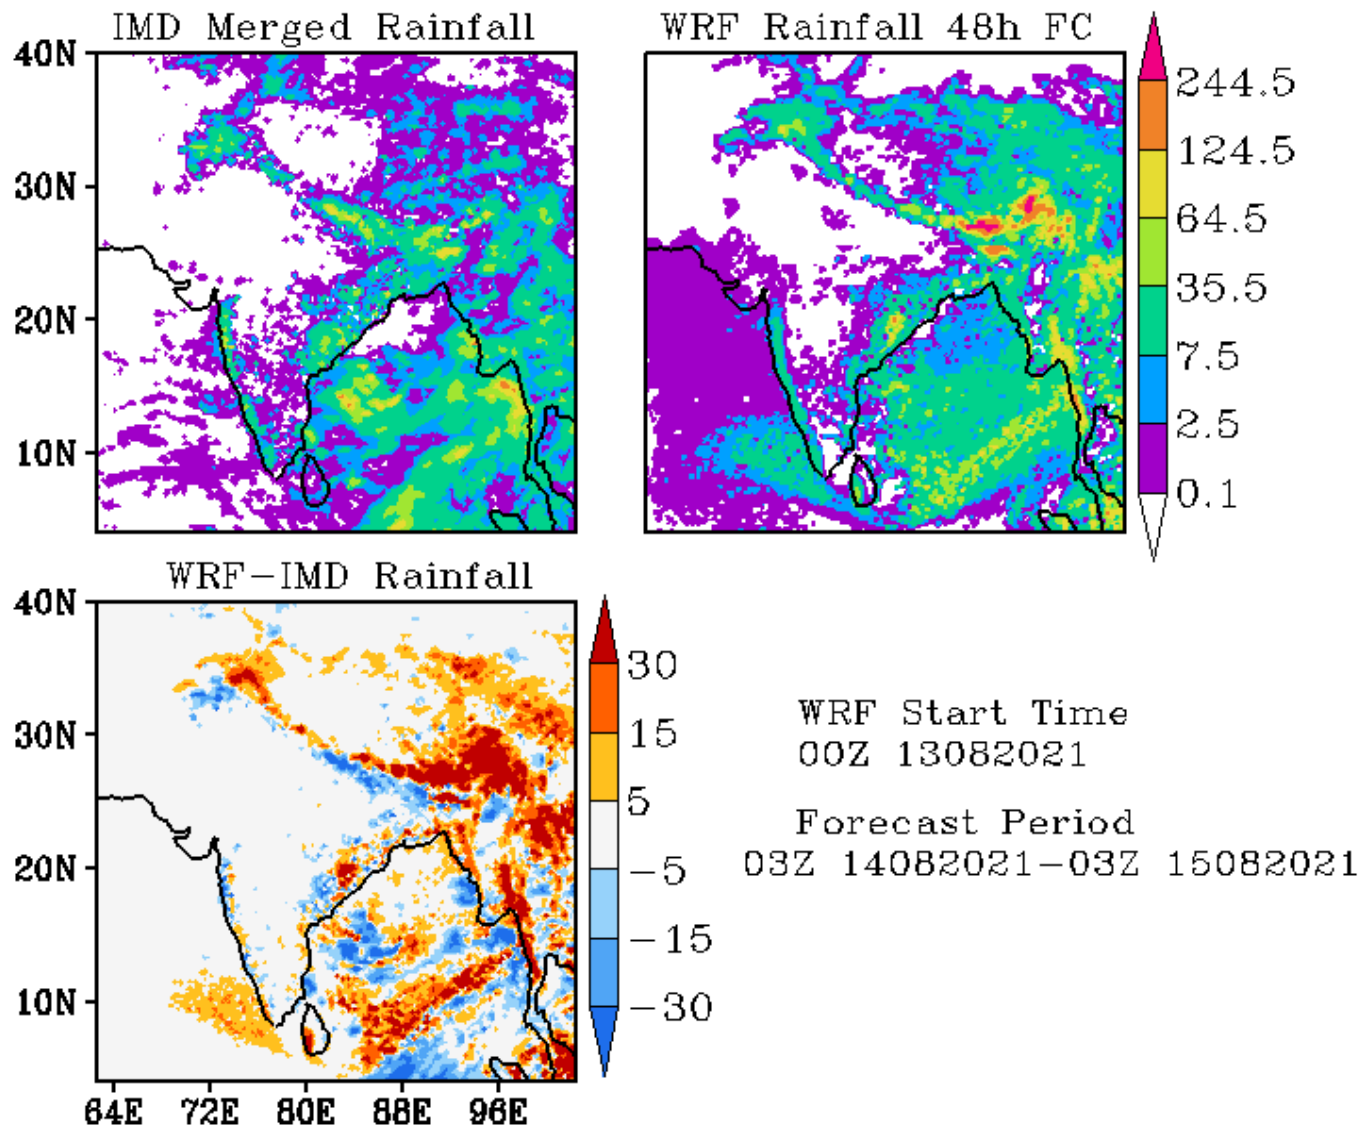 IMD Merged Rainfall
WRF Rainfall 48h FC
40N
30N
20N
10N
244.5
124.5
64.5
35.5
7.5
2.5
0.1
WRF-IMD Rainfall
40N
30N
20N
10N
64E 72E 80E 88E 96E
30
15
5
-5
-15
-30
WRF Start Time
00Z 13082021
Forecast Period
03Z 14082021-03Z 15082021